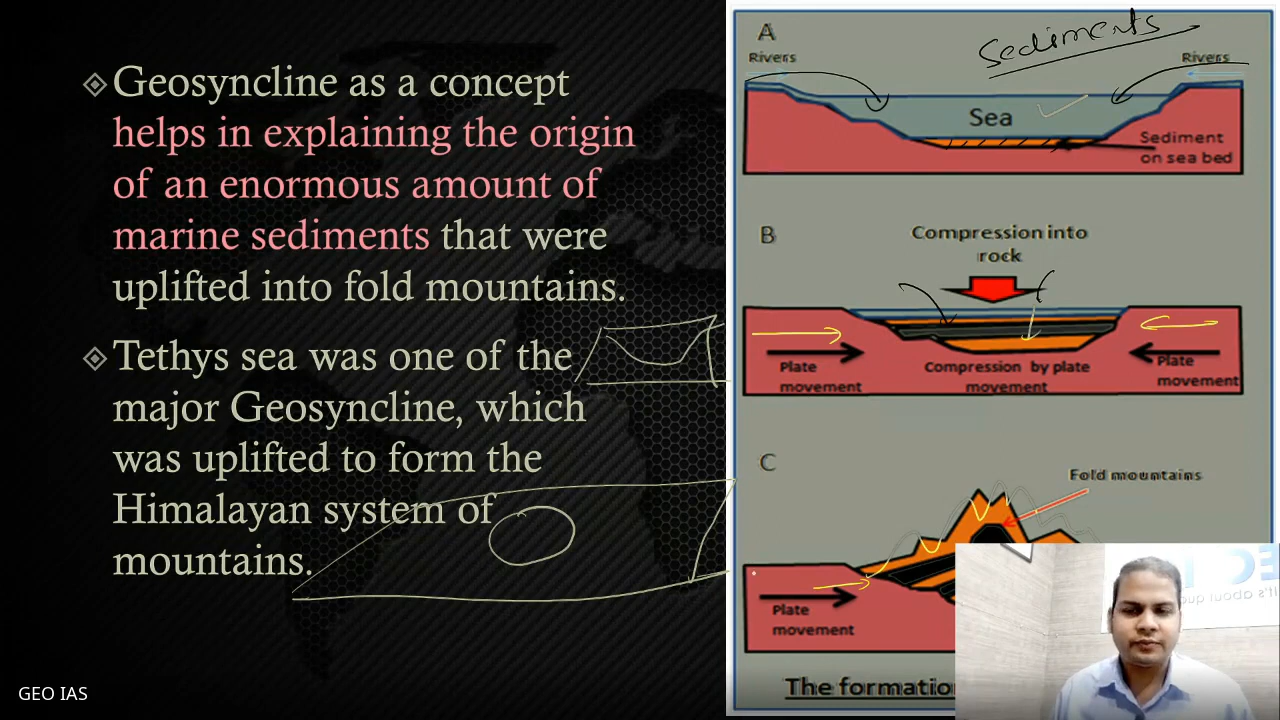 Geosyncline as a concept
helps in explaining the origin
of an enormous amount of
marine sediments that were
uplifted into fold mountains.
Tethys sea was one of the
major Geosyncline, which
was uplifted to form the
Himalayan system of
mountains.
GEO IAS
A
Sediments
Rivers
Rivers
Sea
Sediment
on sea bed
B
Compression into
rock
Plate
movement
Compression by plate
movement
Plate
movement
C
Fold mountains
Plate
movement
The formatio